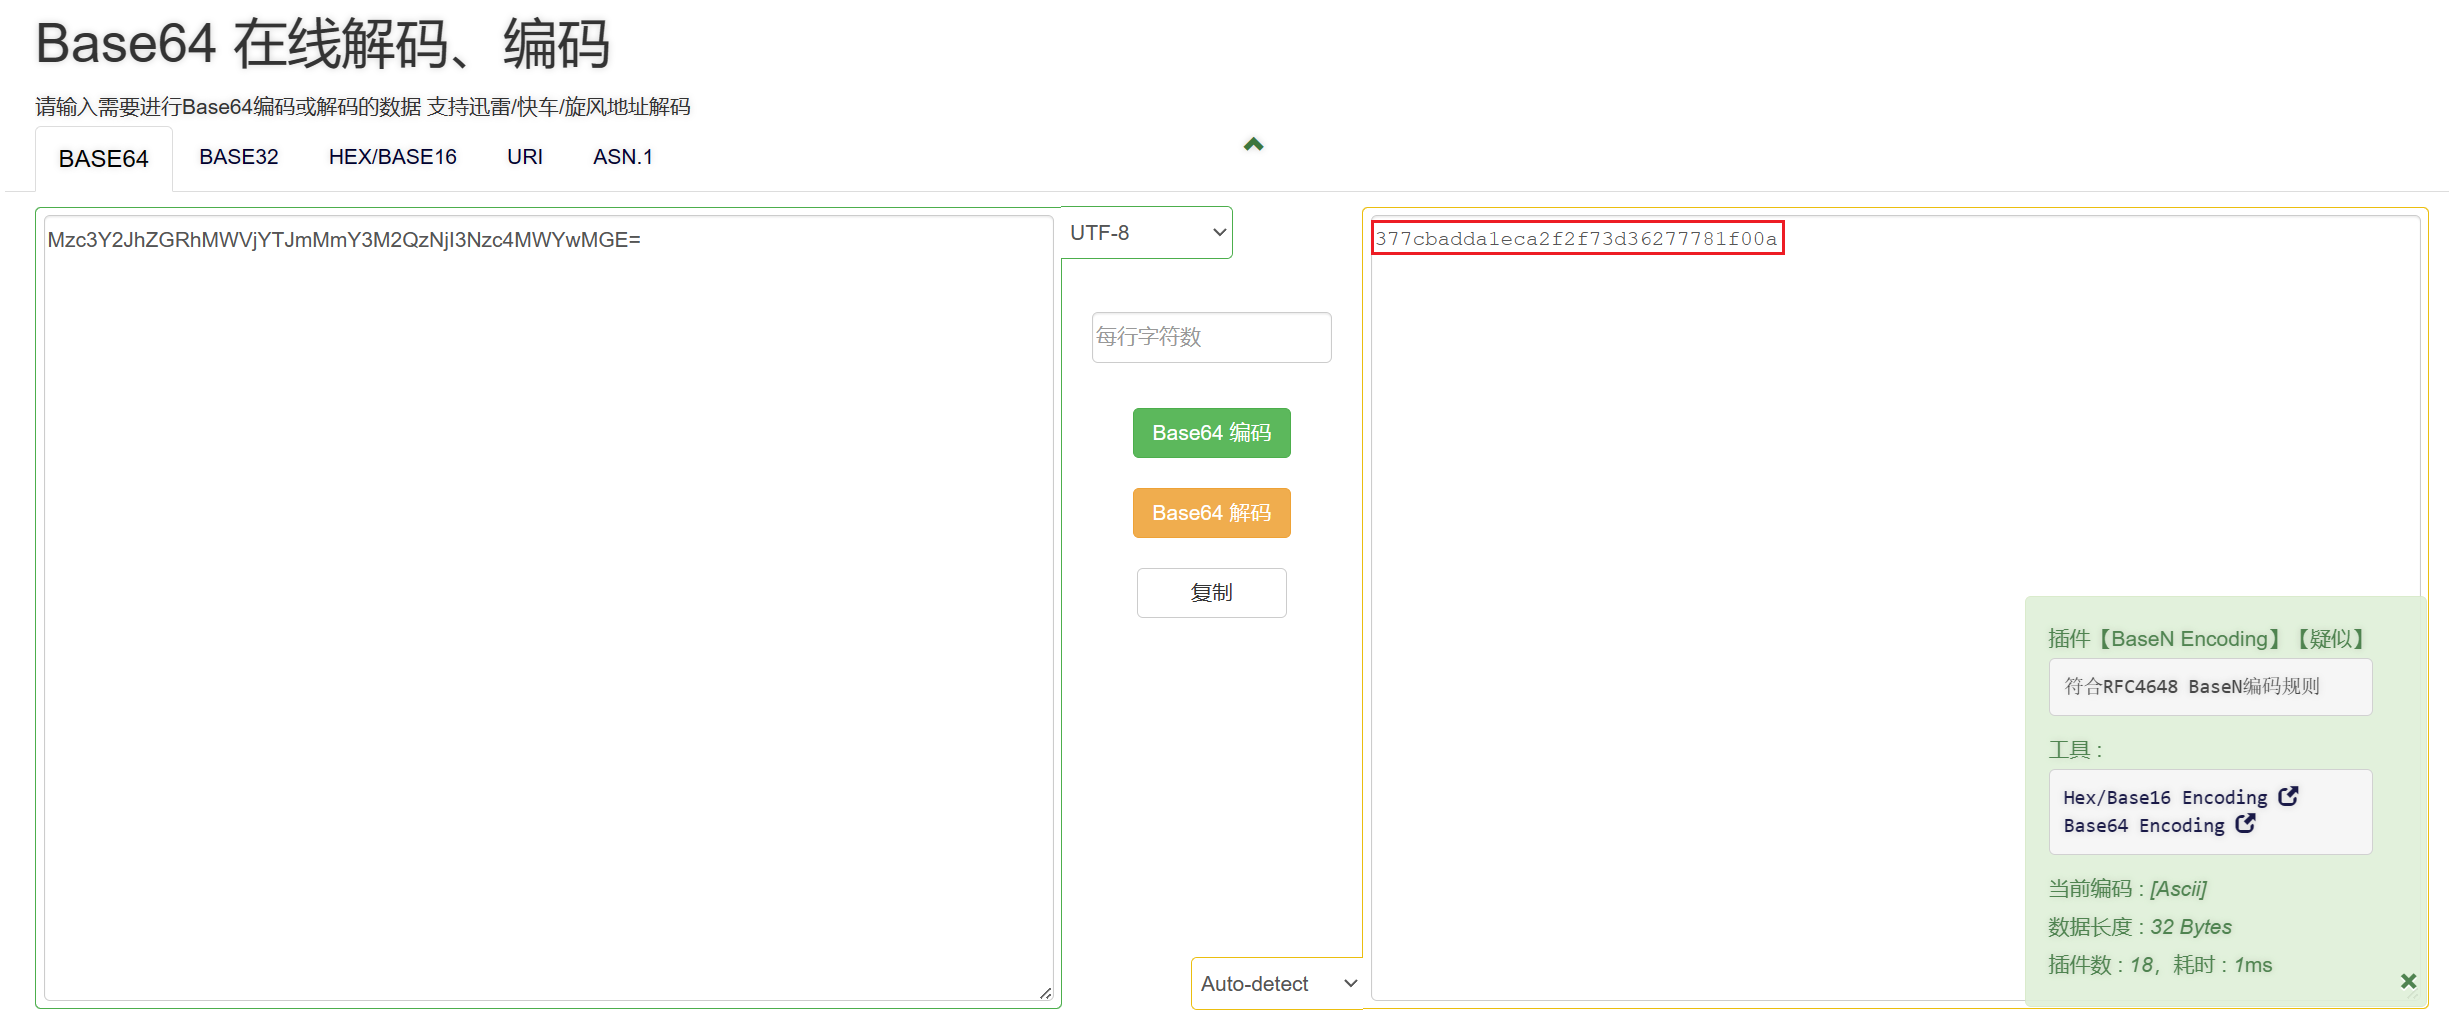 Base64 在线解码、编码
请输入需要进行Base64编码或解码的数据 支持迅雷/快车/旋风地址解码
BASE64 BASE32 HEX/BASE16 URI ASN.1
Mzc3Y2JhZGRhMWVjYTJmMmY3M2QzNjI3Nzc4MWYwMGE=
UTF-8
377cbadda1eca2f2f73d36277781f00a
每行字符数
Base64 编码
Base64 解码
复制
Auto-detect
插件【BaseN Encoding】【疑似】
符合RFC4648 BaseN编码规则
工具 :
Hex/Base16 Encoding
Base64 Encoding
当前编码 : [Ascii]
数据长度 : 32 Bytes
插件数 : 18，耗时 : 1ms